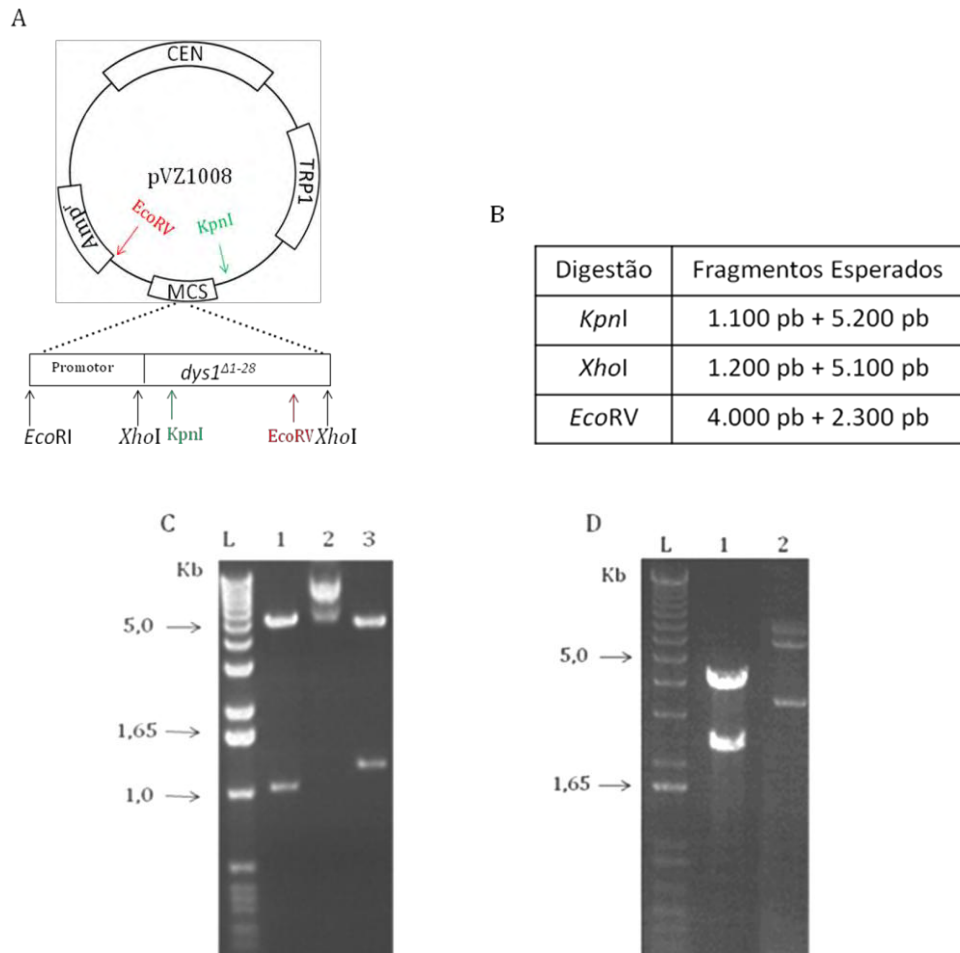 A
CEN
pVZ1008
TRP1
Ampʳ
EcoRV
KpnI
MCS
Promotor dys1^Δ1-28
EcoRI XhoI KpnI EcoRV XhoI
B
Digestão Fragmentos Esperados
KpnI 1.100 pb + 5.200 pb
XhoI 1.200 pb + 5.100 pb
EcoRV 4.000 pb + 2.300 pb
C
L 1 2 3
Kb
5,0
1,65
1,0
D
L 1 2
Kb
5,0
1,65